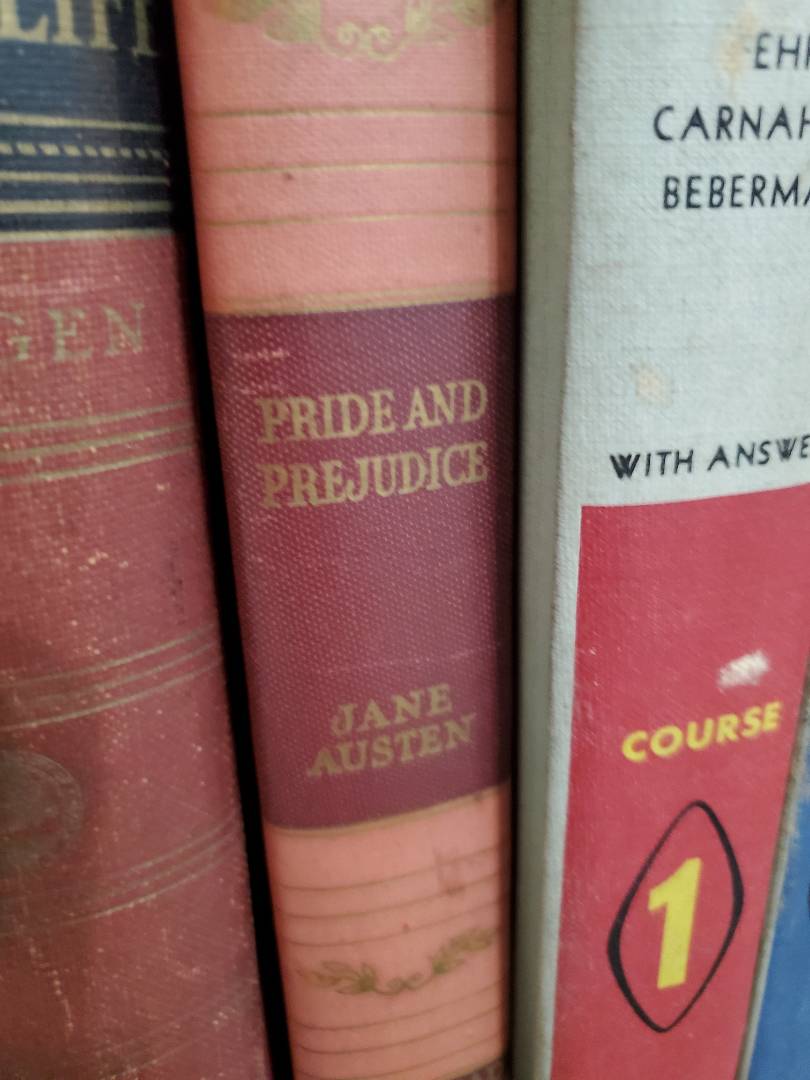 GEN
PRIDE AND
PREJUDICE
JANE
AUSTEN
CARNAH
BEBERMA
WITH ANSWE
COURSE
1